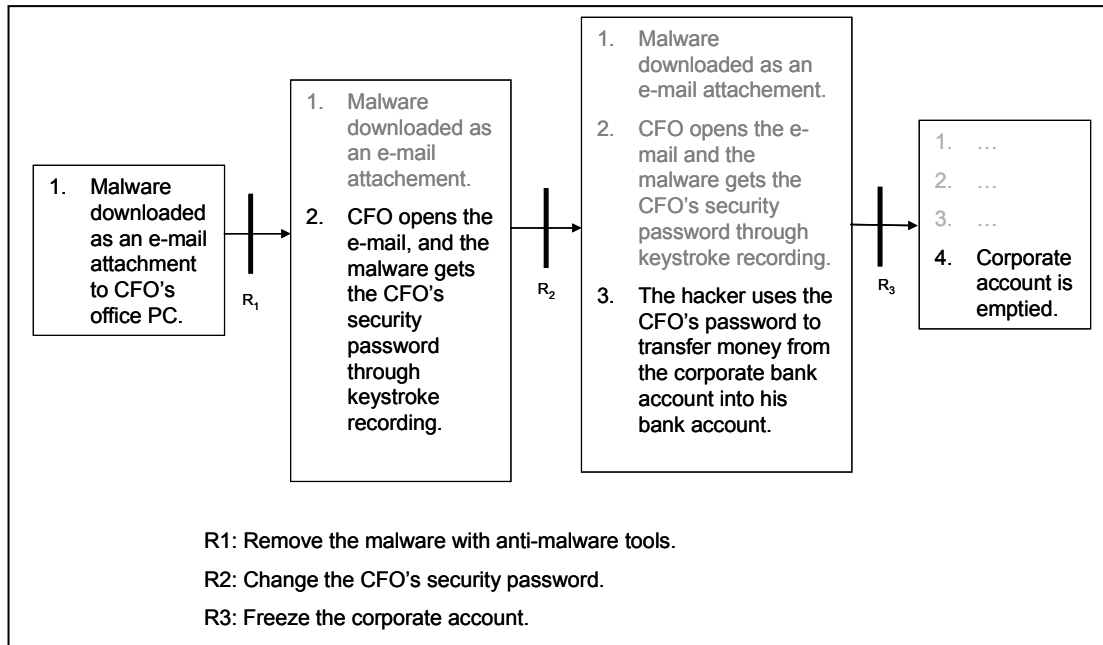 1. Malware
downloaded
as an e-mail
attachment
to CFO's
office PC.
R1
1. Malware
downloaded as
an e-mail
attachement.
2. CFO opens the
e-mail, and the
malware gets
the CFO's
security
password
through
keystroke
recording.
R2
1. Malware
downloaded as an
e-mail attachement.
2. CFO opens the e-
mail and the
malware gets the
CFO's security
password through
keystroke recording.
3. The hacker uses the
CFO's password to
transfer money from
the corporate bank
account into his
bank account.
R3
1. ...
2. ...
3. ...
4. Corporate
account is
emptied.
R1: Remove the malware with anti-malware tools.
R2: Change the CFO's security password.
R3: Freeze the corporate account.